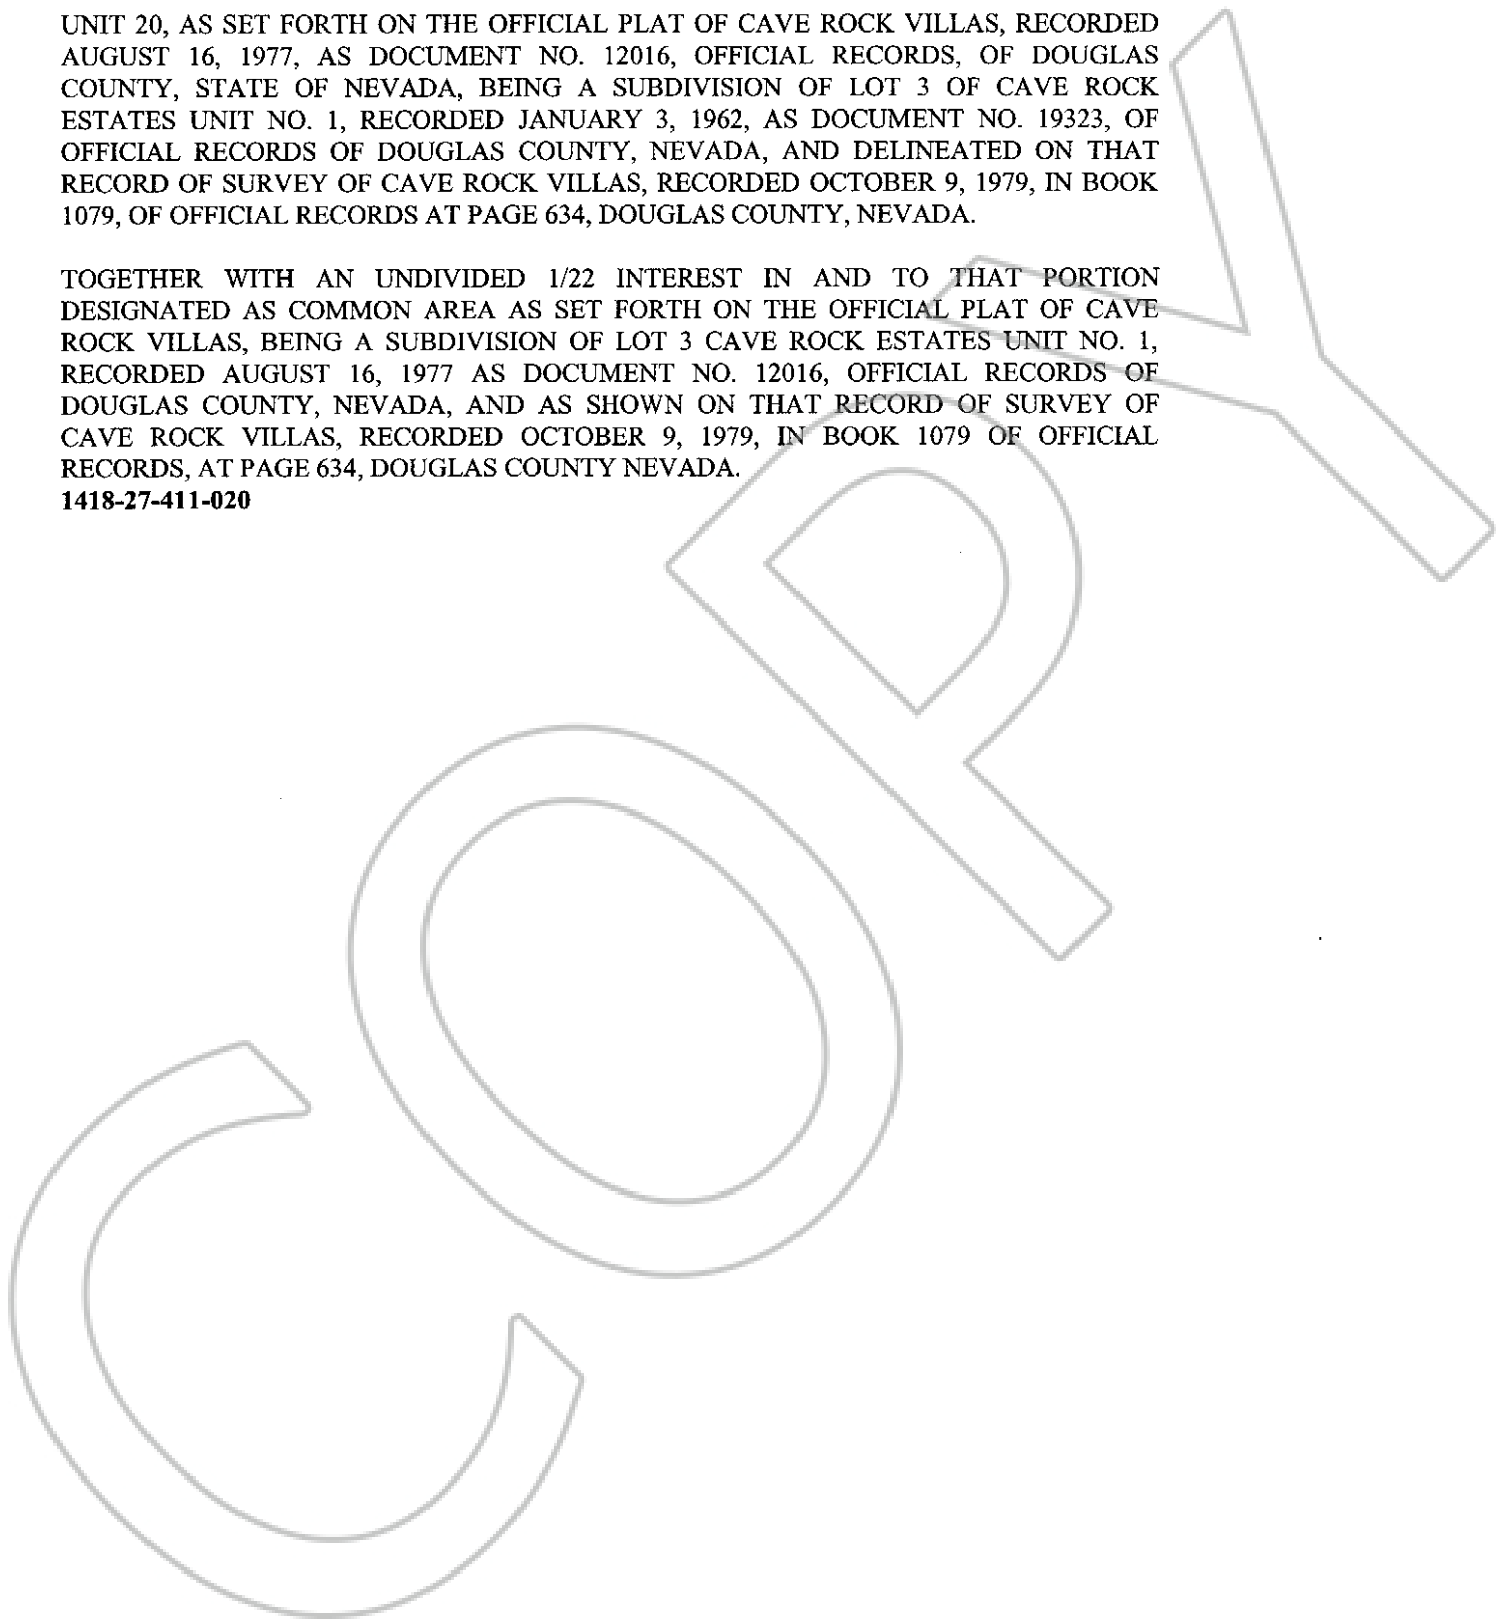 UNIT 20, AS SET FORTH ON THE OFFICIAL PLAT OF CAVE ROCK VILLAS, RECORDED
AUGUST 16, 1977, AS DOCUMENT NO. 12016, OFFICIAL RECORDS, OF DOUGLAS
COUNTY, STATE OF NEVADA, BEING A SUBDIVISION OF LOT 3 OF CAVE ROCK
ESTATES UNIT NO. 1, RECORDED JANUARY 3, 1962, AS DOCUMENT NO. 19323, OF
OFFICIAL RECORDS OF DOUGLAS COUNTY, NEVADA, AND DELINEATED ON THAT
RECORD OF SURVEY OF CAVE ROCK VILLAS, RECORDED OCTOBER 9, 1979, IN BOOK
1079, OF OFFICIAL RECORDS AT PAGE 634, DOUGLAS COUNTY, NEVADA.
TOGETHER WITH AN UNDIVIDED 1/22 INTEREST IN AND TO THAT PORTION
DESIGNATED AS COMMON AREA AS SET FORTH ON THE OFFICIAL PLAT OF CAVE
ROCK VILLAS, BEING A SUBDIVISION OF LOT 3 CAVE ROCK ESTATES UNIT NO. 1,
RECORDED AUGUST 16, 1977 AS DOCUMENT NO. 12016, OFFICIAL RECORDS OF
DOUGLAS COUNTY, NEVADA, AND AS SHOWN ON THAT RECORD OF SURVEY OF
CAVE ROCK VILLAS, RECORDED OCTOBER 9, 1979, IN BOOK 1079 OF OFFICIAL
RECORDS, AT PAGE 634, DOUGLAS COUNTY NEVADA.
1418-27-411-020
COPY